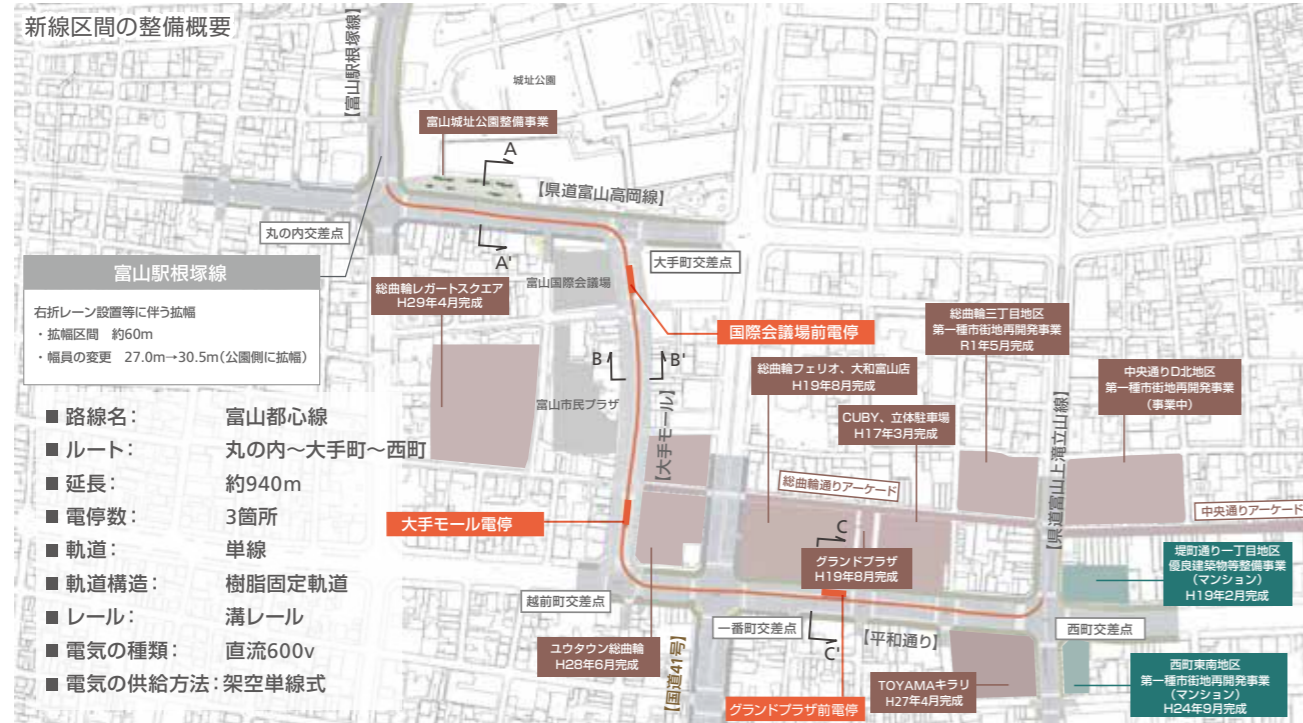 新線区間の整備概要
【富山駅根塚線】
城址公園
富山城址公園整備事業
A
【県道富山高岡線】
丸の内交差点
A'
大手町交差点
富山駅根塚線
右折レーン設置等に伴う拡幅
・拡幅区間 約60m
・幅員の変更 27.0m→30.5m(公園側に拡幅)
総曲輪レガートスクエア
H29年4月完成
富山国際会議場
国際会議場前電停
総曲輪三丁目地区
第一種市街地再開発事業
R1年5月完成
B
B'
総曲輪フェリオ、大和富山店
H19年8月完成
中央通りD北地区
第一種市街地再開発事業
(事業中)
富山市民プラザ
【大手モール】
CUBY、立体駐車場
H17年3月完成
【県道富山上滝立山線】
■ 路線名: 富山都心線
■ ルート: 丸の内〜大手町〜西町
■ 延長: 約940m
■ 電停数: 3箇所
■ 軌道: 単線
■ 軌道構造: 樹脂固定軌道
■ レール: 溝レール
■ 電気の種類: 直流600v
■ 電気の供給方法:架空単線式
総曲輪通りアーケード
中央通りアーケード
大手モール電停
C
グランドプラザ
H19年8月完成
堤町通り一丁目地区
優良建築物等整備事業
(マンション)
H19年2月完成
越前町交差点
一番町交差点
C'
【平和通り】
西町交差点
ユウタウン総曲輪
H28年6月完成
【国道41号】
グランドプラザ前電停
TOYAMAキラリ
H27年4月完成
西町東南地区
第一種市街地再開発事業
(マンション)
H24年9月完成